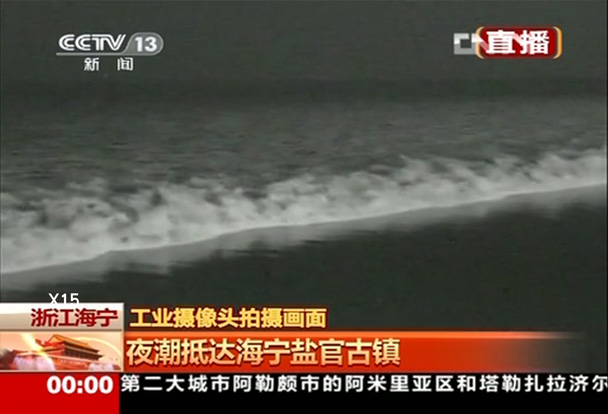 CCTV 13
新闻
直播
X15
浙江海宁
工业摄像头拍摄画面
夜潮抵达海宁盐官古镇
00:00
第二大城市阿勒颇市的阿米里亚区和塔勒扎拉济尔